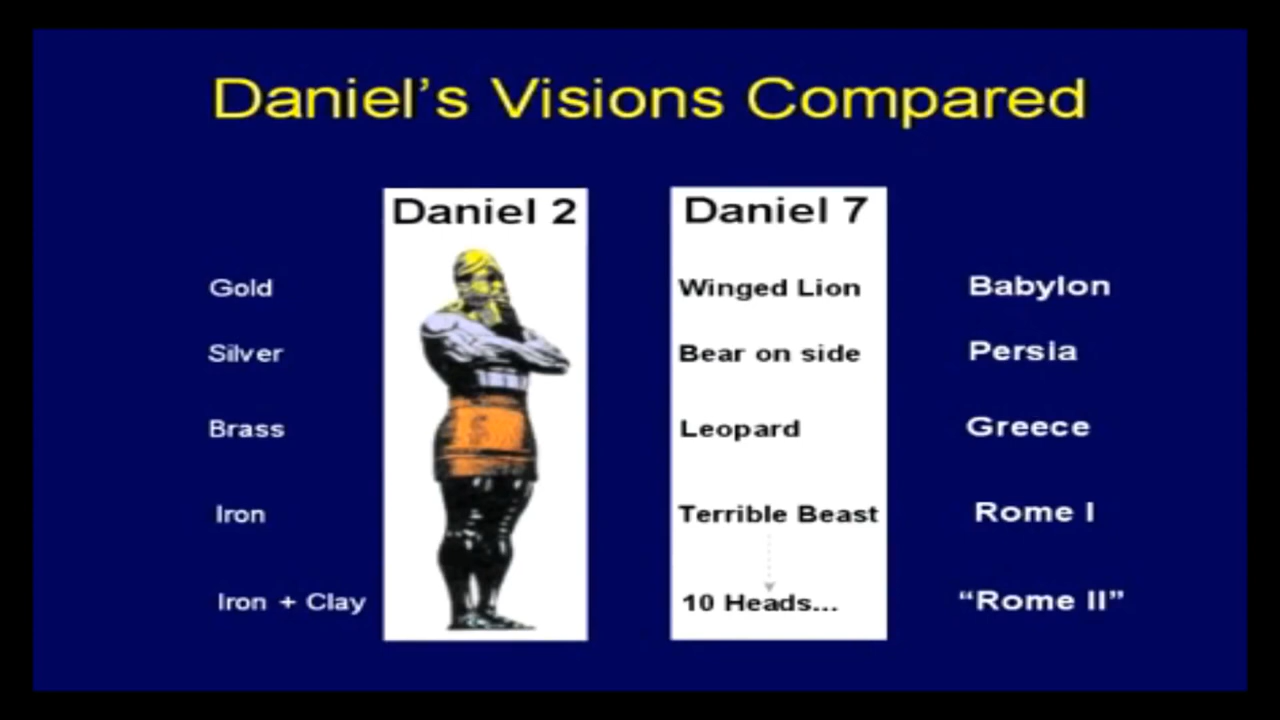 Daniel’s Visions Compared
Daniel 2
Daniel 7
Gold
Winged Lion
Babylon
Silver
Bear on side
Persia
Brass
Leopard
Greece
Iron
Terrible Beast
Rome I
Iron + Clay
10 Heads...
“Rome II”